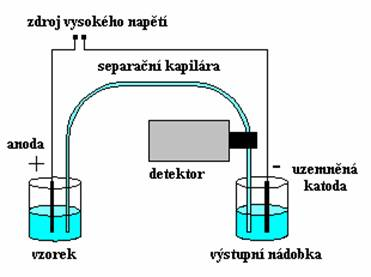 zdroj vysokého napětí
separační kapilára
anoda
+
detektor
-
uzemněná
katoda
vzorek
výstupní nádobka